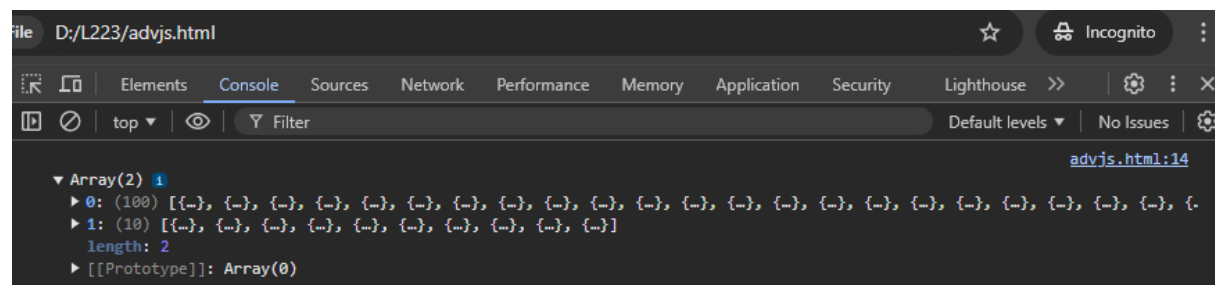 File D:/L223/advjs.html Incognito
Elements Console Sources Network Performance Memory Application Security Lighthouse
top Filter Default levels No Issues
advjs.html:14
Array(2) i
0: (100) [{…}, {…}, {…}, {…}, {…}, {…}, {…}, {…}, {…}, {…}, {…}, {…}, {…}, {…}, {…}, {…}, {…}, {…}, {…}, {…}, {…}, {…}, {
1: (10) [{…}, {…}, {…}, {…}, {…}, {…}, {…}, {…}, {…}, {…}]
length: 2
[[Prototype]]: Array(0)